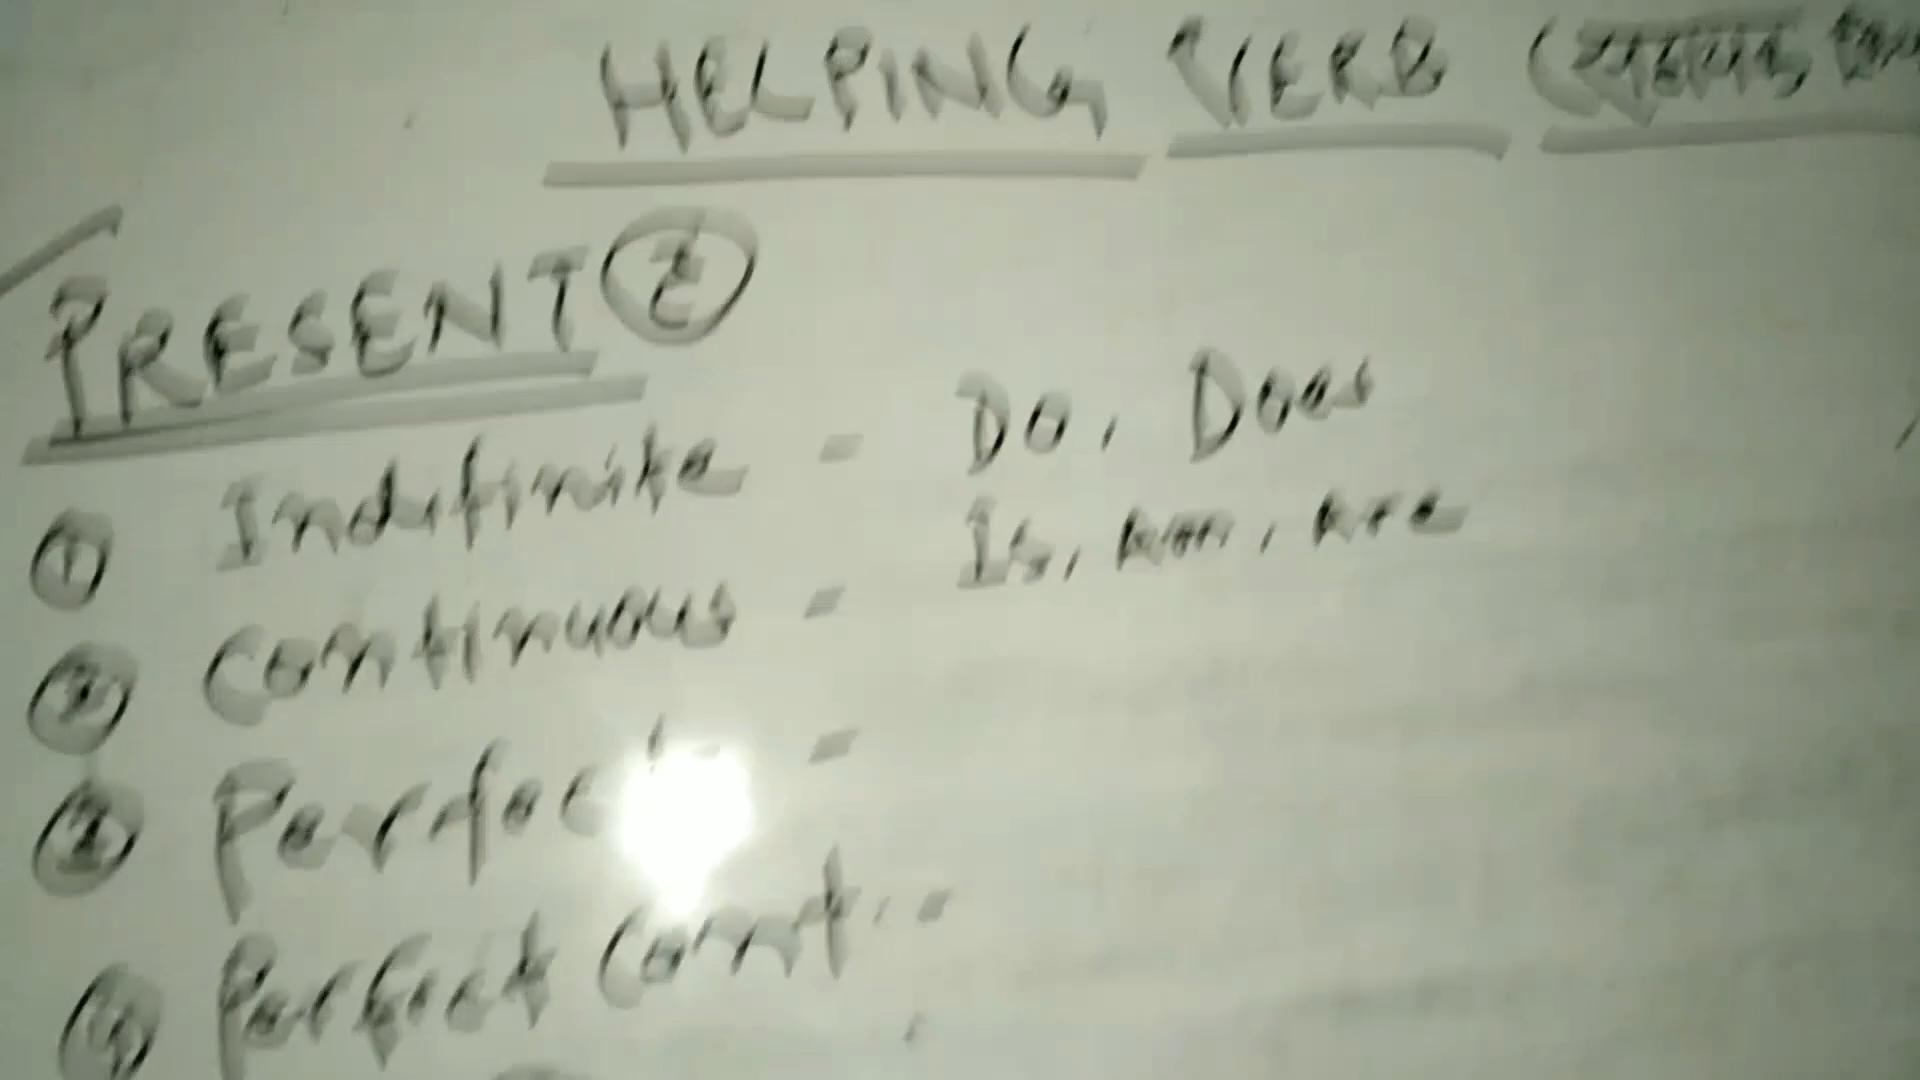 HELPING VERB (
PRESENT
① Indefinite - Do, Does
② Continuous - Is, Am, Are
③ Perfect -
④ Perfect Cont. -